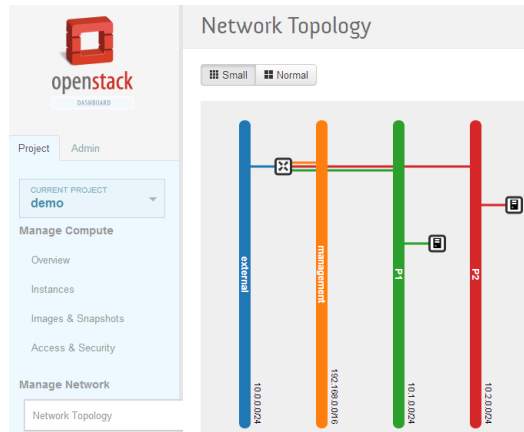 Network Topology
openstack
DASHBOARD
Small
Normal
Project
Admin
CURRENT PROJECT
demo
Manage Compute
Overview
Instances
Images & Snapshots
Access & Security
Manage Network
Network Topology
external
10.0.0.0/24
management
192.168.0.0/16
P1
10.1.0.0/24
P2
10.2.0.0/24